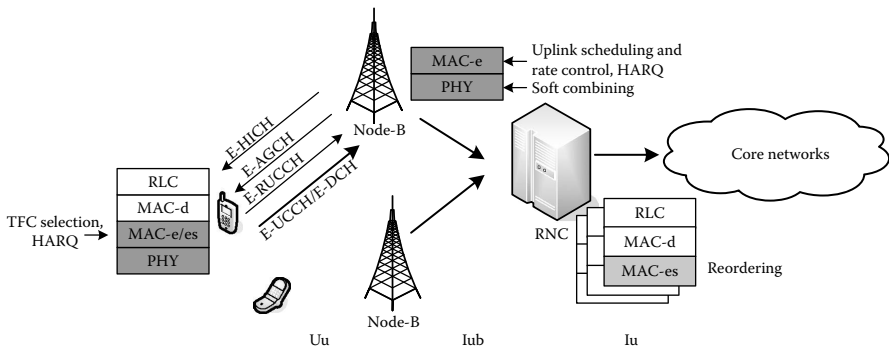 MAC-e
PHY
Uplink scheduling and
rate control, HARQ
Soft combining
Node-B
E-HICH
E-AGCH
E-RUCCH
E-UCCH/E-DCH
Core networks
RLC
MAC-d
MAC-e/es
PHY
TFC selection,
HARQ
RNC
RLC
MAC-d
MAC-es
Reordering
Node-B
Uu
Iub
Iu